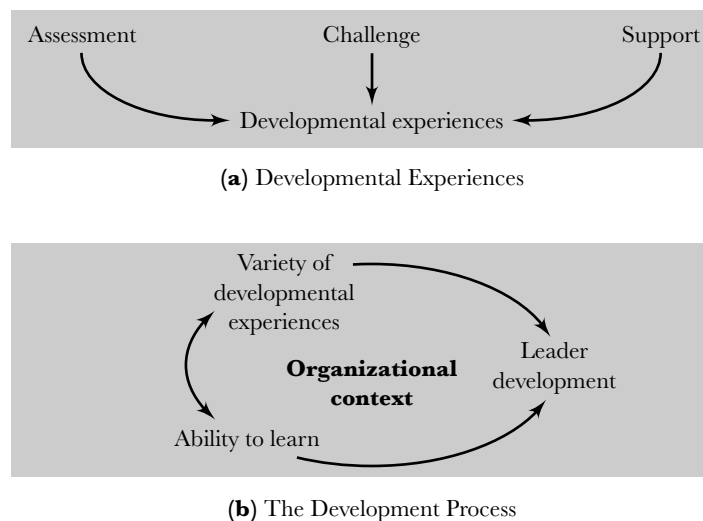 Assessment Challenge Support
Developmental experiences
(a) Developmental Experiences
Variety of
developmental
experiences
Leader
development
Organizational
context
Ability to learn
(b) The Development Process